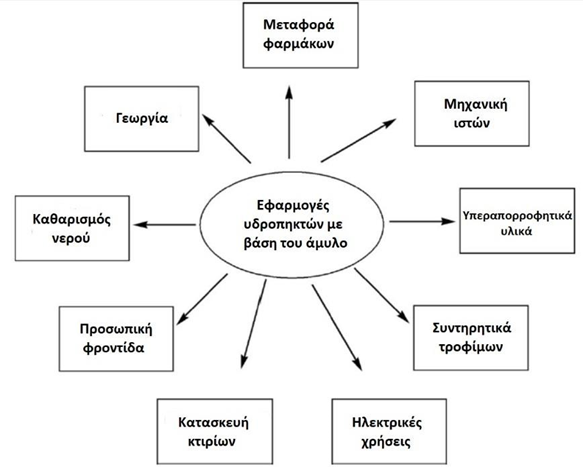 Μεταφορά
φαρμάκων
Γεωργία
Μηχανική
ιστών
Εφαρμογές
υδροπηκτών με
βάση του άμυλο
Καθαρισμός
νερού
Υπεραπορροφητικά
υλικά
Προσωπική
φροντίδα
Συντηρητικά
τροφίμων
Κατασκευή
κτιρίων
Ηλεκτρικές
χρήσεις